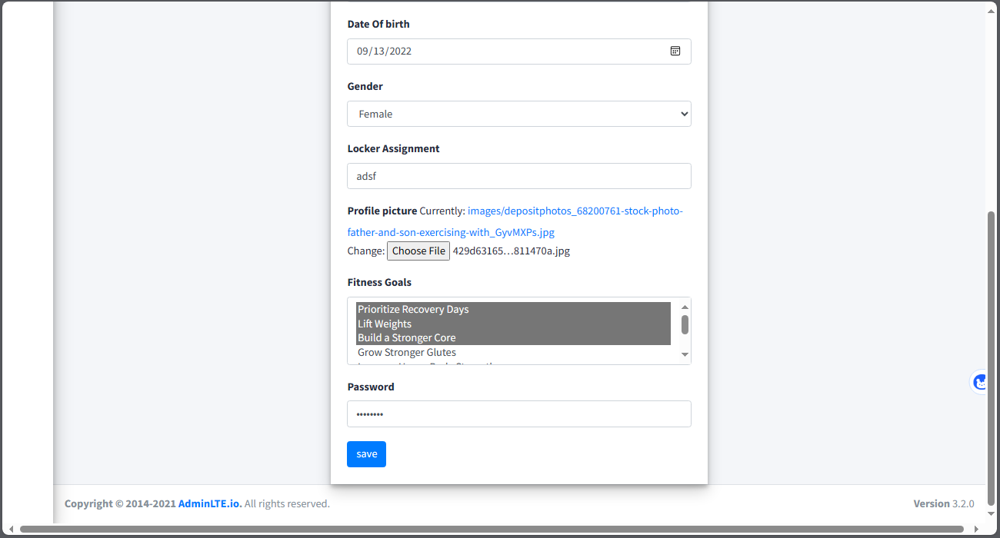 Date Of birth
09/13/2022
Gender
Female
Locker Assignment
adsf
Profile picture Currently: images/depositphotos_68200761-stock-photo-
father-and-son-exercising-with_GyvMXPs.jpg
Change: Choose File 429d63165…811470a.jpg
Fitness Goals
Prioritize Recovery Days
Lift Weights
Build a Stronger Core
Grow Stronger Glutes
Password
••••••••
save
Copyright © 2014-2021 AdminLTE.io. All rights reserved.
Version 3.2.0